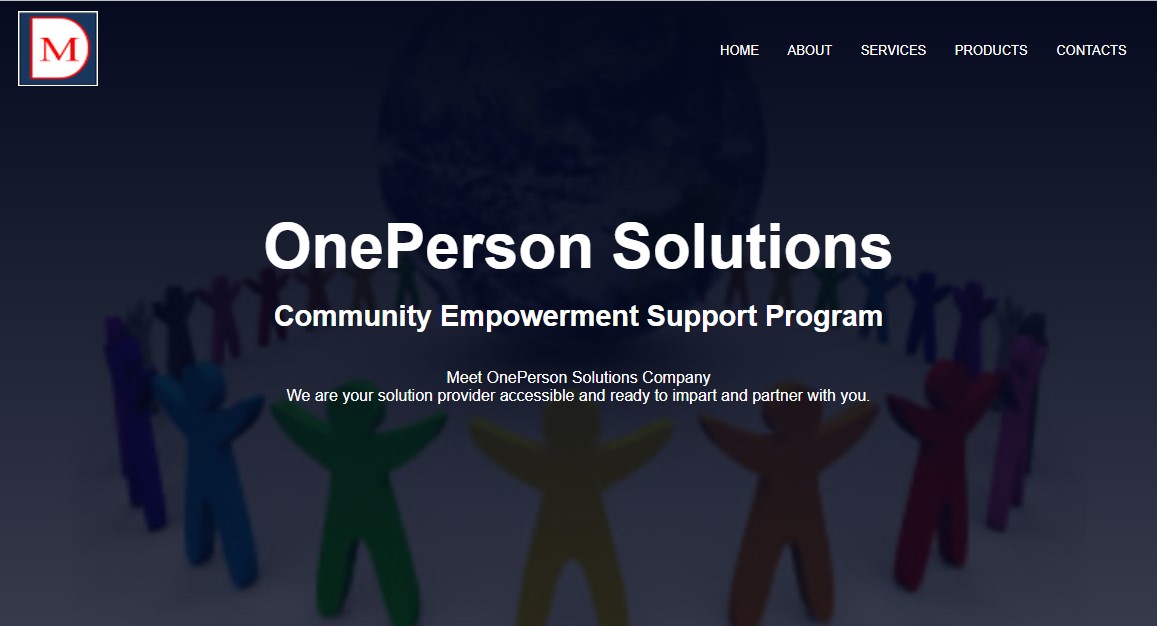 DM
HOME ABOUT SERVICES PRODUCTS CONTACTS
OnePerson Solutions
Community Empowerment Support Program
Meet OnePerson Solutions Company
We are your solution provider accessible and ready to impart and partner with you.